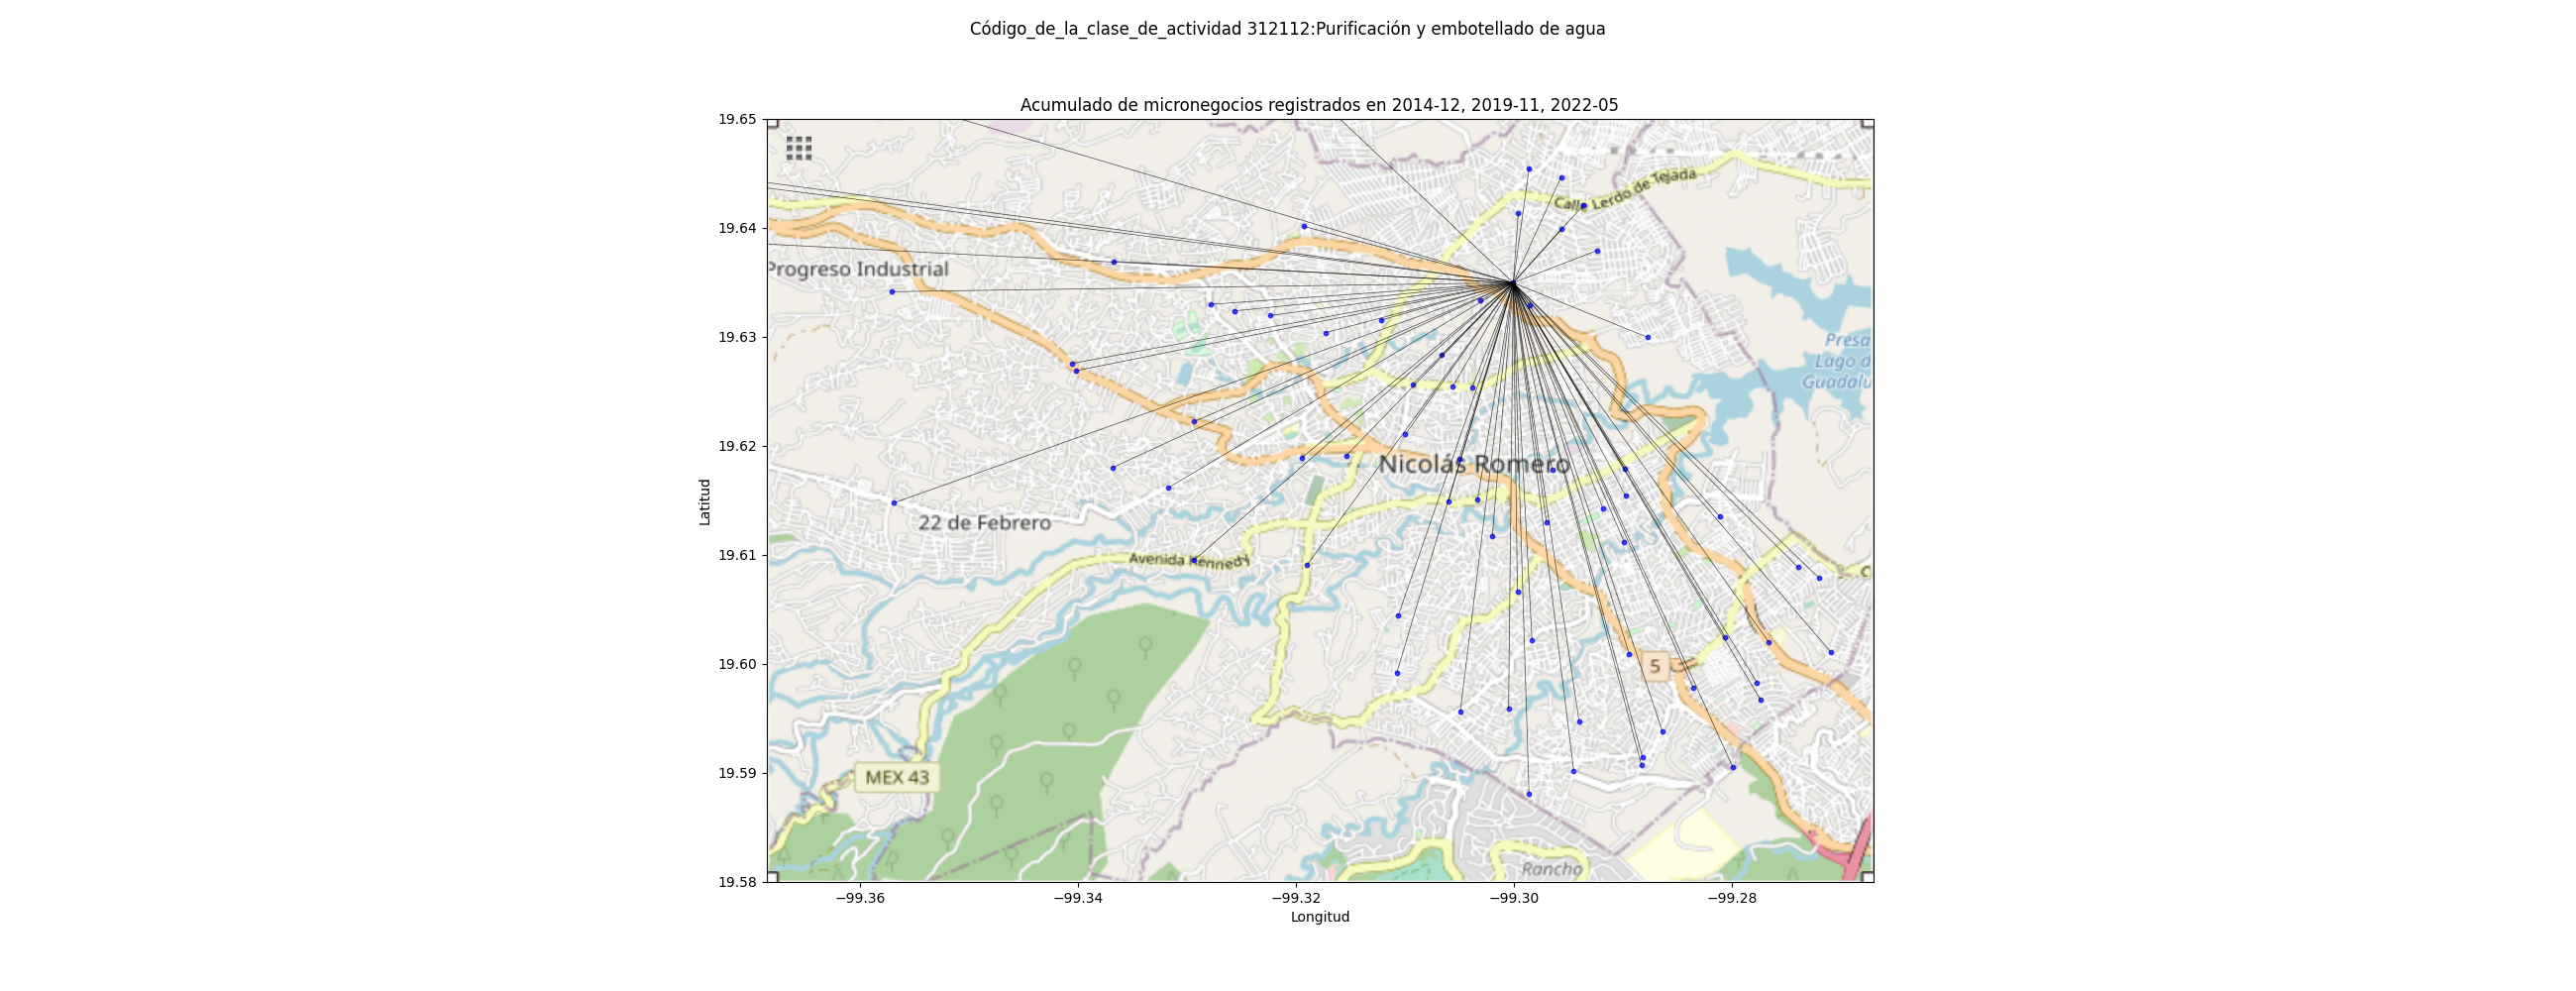 Código_de_la_clase_de_actividad 312112:Purificación y embotellado de agua
Acumulado de micronegocios registrados en 2014-12, 2019-11, 2022-05
19.65
19.64
19.63
19.62
19.61
19.60
19.59
19.58
Latitud
Calle Lerdo de Tejada
Progreso Industrial
Presa
Lago d
Guadalu
Nicolás Romero
22 de Febrero
Avenida Kennedy
C
5
MEX 43
Rancho
−99.36
−99.34
−99.32
−99.30
−99.28
Longitud